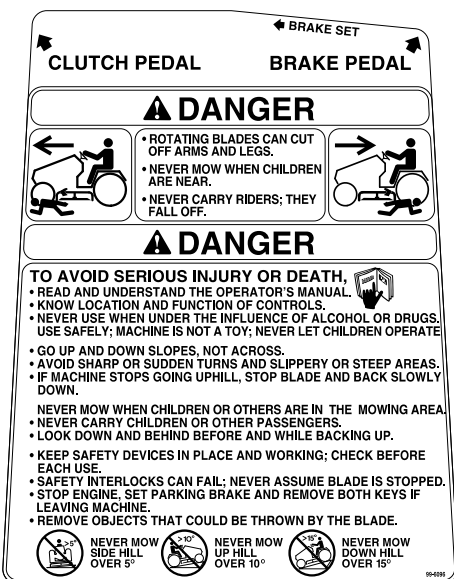 ← BRAKE SET
CLUTCH PEDAL BRAKE PEDAL
DANGER
• ROTATING BLADES CAN CUT
OFF ARMS AND LEGS.
• NEVER MOW WHEN CHILDREN
ARE NEAR.
• NEVER CARRY RIDERS; THEY
FALL OFF.
DANGER
TO AVOID SERIOUS INJURY OR DEATH,
• READ AND UNDERSTAND THE OPERATOR'S MANUAL.
• KNOW LOCATION AND FUNCTION OF CONTROLS.
• NEVER USE WHEN UNDER THE INFLUENCE OF ALCOHOL OR DRUGS.
USE SAFELY; MACHINE IS NOT A TOY; NEVER LET CHILDREN OPERATE
• GO UP AND DOWN SLOPES, NOT ACROSS.
• AVOID SHARP OR SUDDEN TURNS AND SLIPPERY OR STEEP AREAS.
• IF MACHINE STOPS GOING UPHILL, STOP BLADE AND BACK SLOWLY
DOWN.
NEVER MOW WHEN CHILDREN OR OTHERS ARE IN THE MOWING AREA.
• NEVER CARRY CHILDREN OR OTHER PASSENGERS.
• LOOK DOWN AND BEHIND BEFORE AND WHILE BACKING UP.
• KEEP SAFETY DEVICES IN PLACE AND WORKING; CHECK BEFORE
EACH USE.
• SAFETY INTERLOCKS CAN FAIL; NEVER ASSUME BLADE IS STOPPED.
• STOP ENGINE, SET PARKING BRAKE AND REMOVE BOTH KEYS IF
LEAVING MACHINE.
• REMOVE OBJECTS THAT COULD BE THROWN BY THE BLADE.
>5° NEVER MOW
SIDE HILL
OVER 5°
>10° NEVER MOW
UP HILL
OVER 10°
>15° NEVER MOW
DOWN HILL
OVER 15°
99-6096